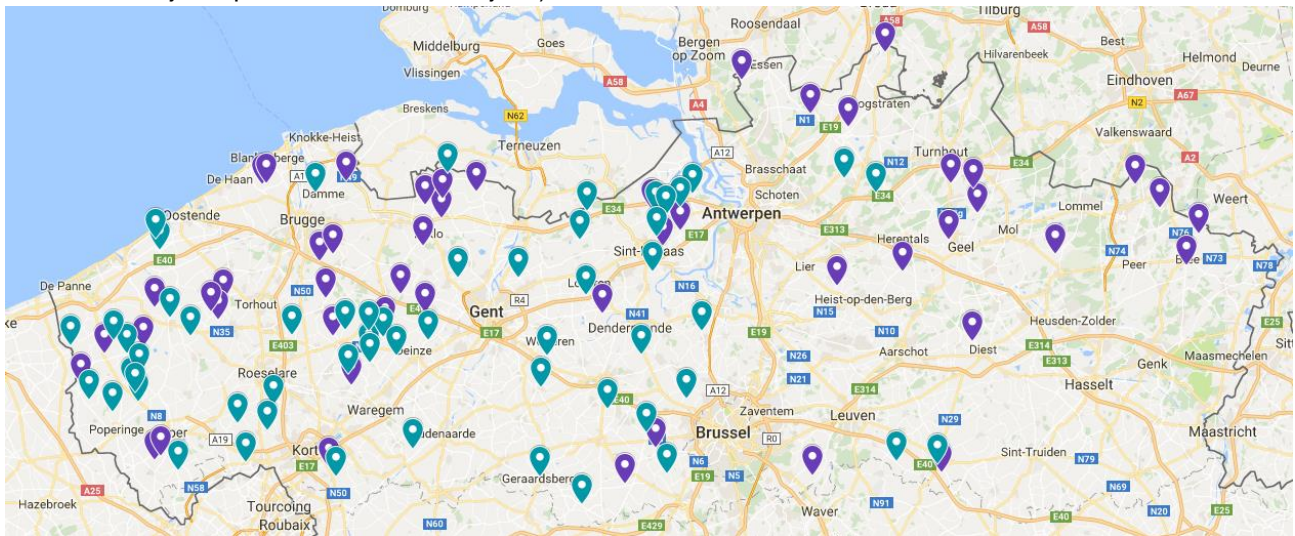 Domburg
Tilburg
A58
Roosendaal
A58
Middelburg
Goes
Bergen
op Zoom
Essen
Hilvarenbeek
Best
Helmond
Deurne
Vlissingen
A58
Eindhoven
A4
N1
Hoogstraten
N2
A67
Breskens
N62
E19
Valkenswaard
Knokke-Heist
Terneuzen
A12
Brasschaat
N12
Turnhout
E34
A2
De Haan
Damme
Schoten
E34
Weert
Oostende
Brugge
E34
Antwerpen
Lommel
N76
E40
E17
E313
Herentals
Geel
Mol
N74
N73
Lier
Peer
N78
De Panne
N50
R4
N16
Heist-op-den-Berg
Torhout
Gent
N41
N15
Heusden-Zolder
N35
E17
E19
N10
E25
E403
Deinze
Aarschot
Diest
E314
Maasmechelen
N26
E313
Genk
Roeselare
N21
A12
E314
Hasselt
Waregem
E40
Zaventem
Leuven
N8
N29
Poperinge
A19
Brussel
R0
Maastricht
E17
N6
E40
Sint-Truiden
N79
Geraardsbergen
E19
N5
A25
N58
N50
N69
Hazebrouck
Tourcoing
N91
Roubaix
N60
E429
Waver
E40
N20
E25